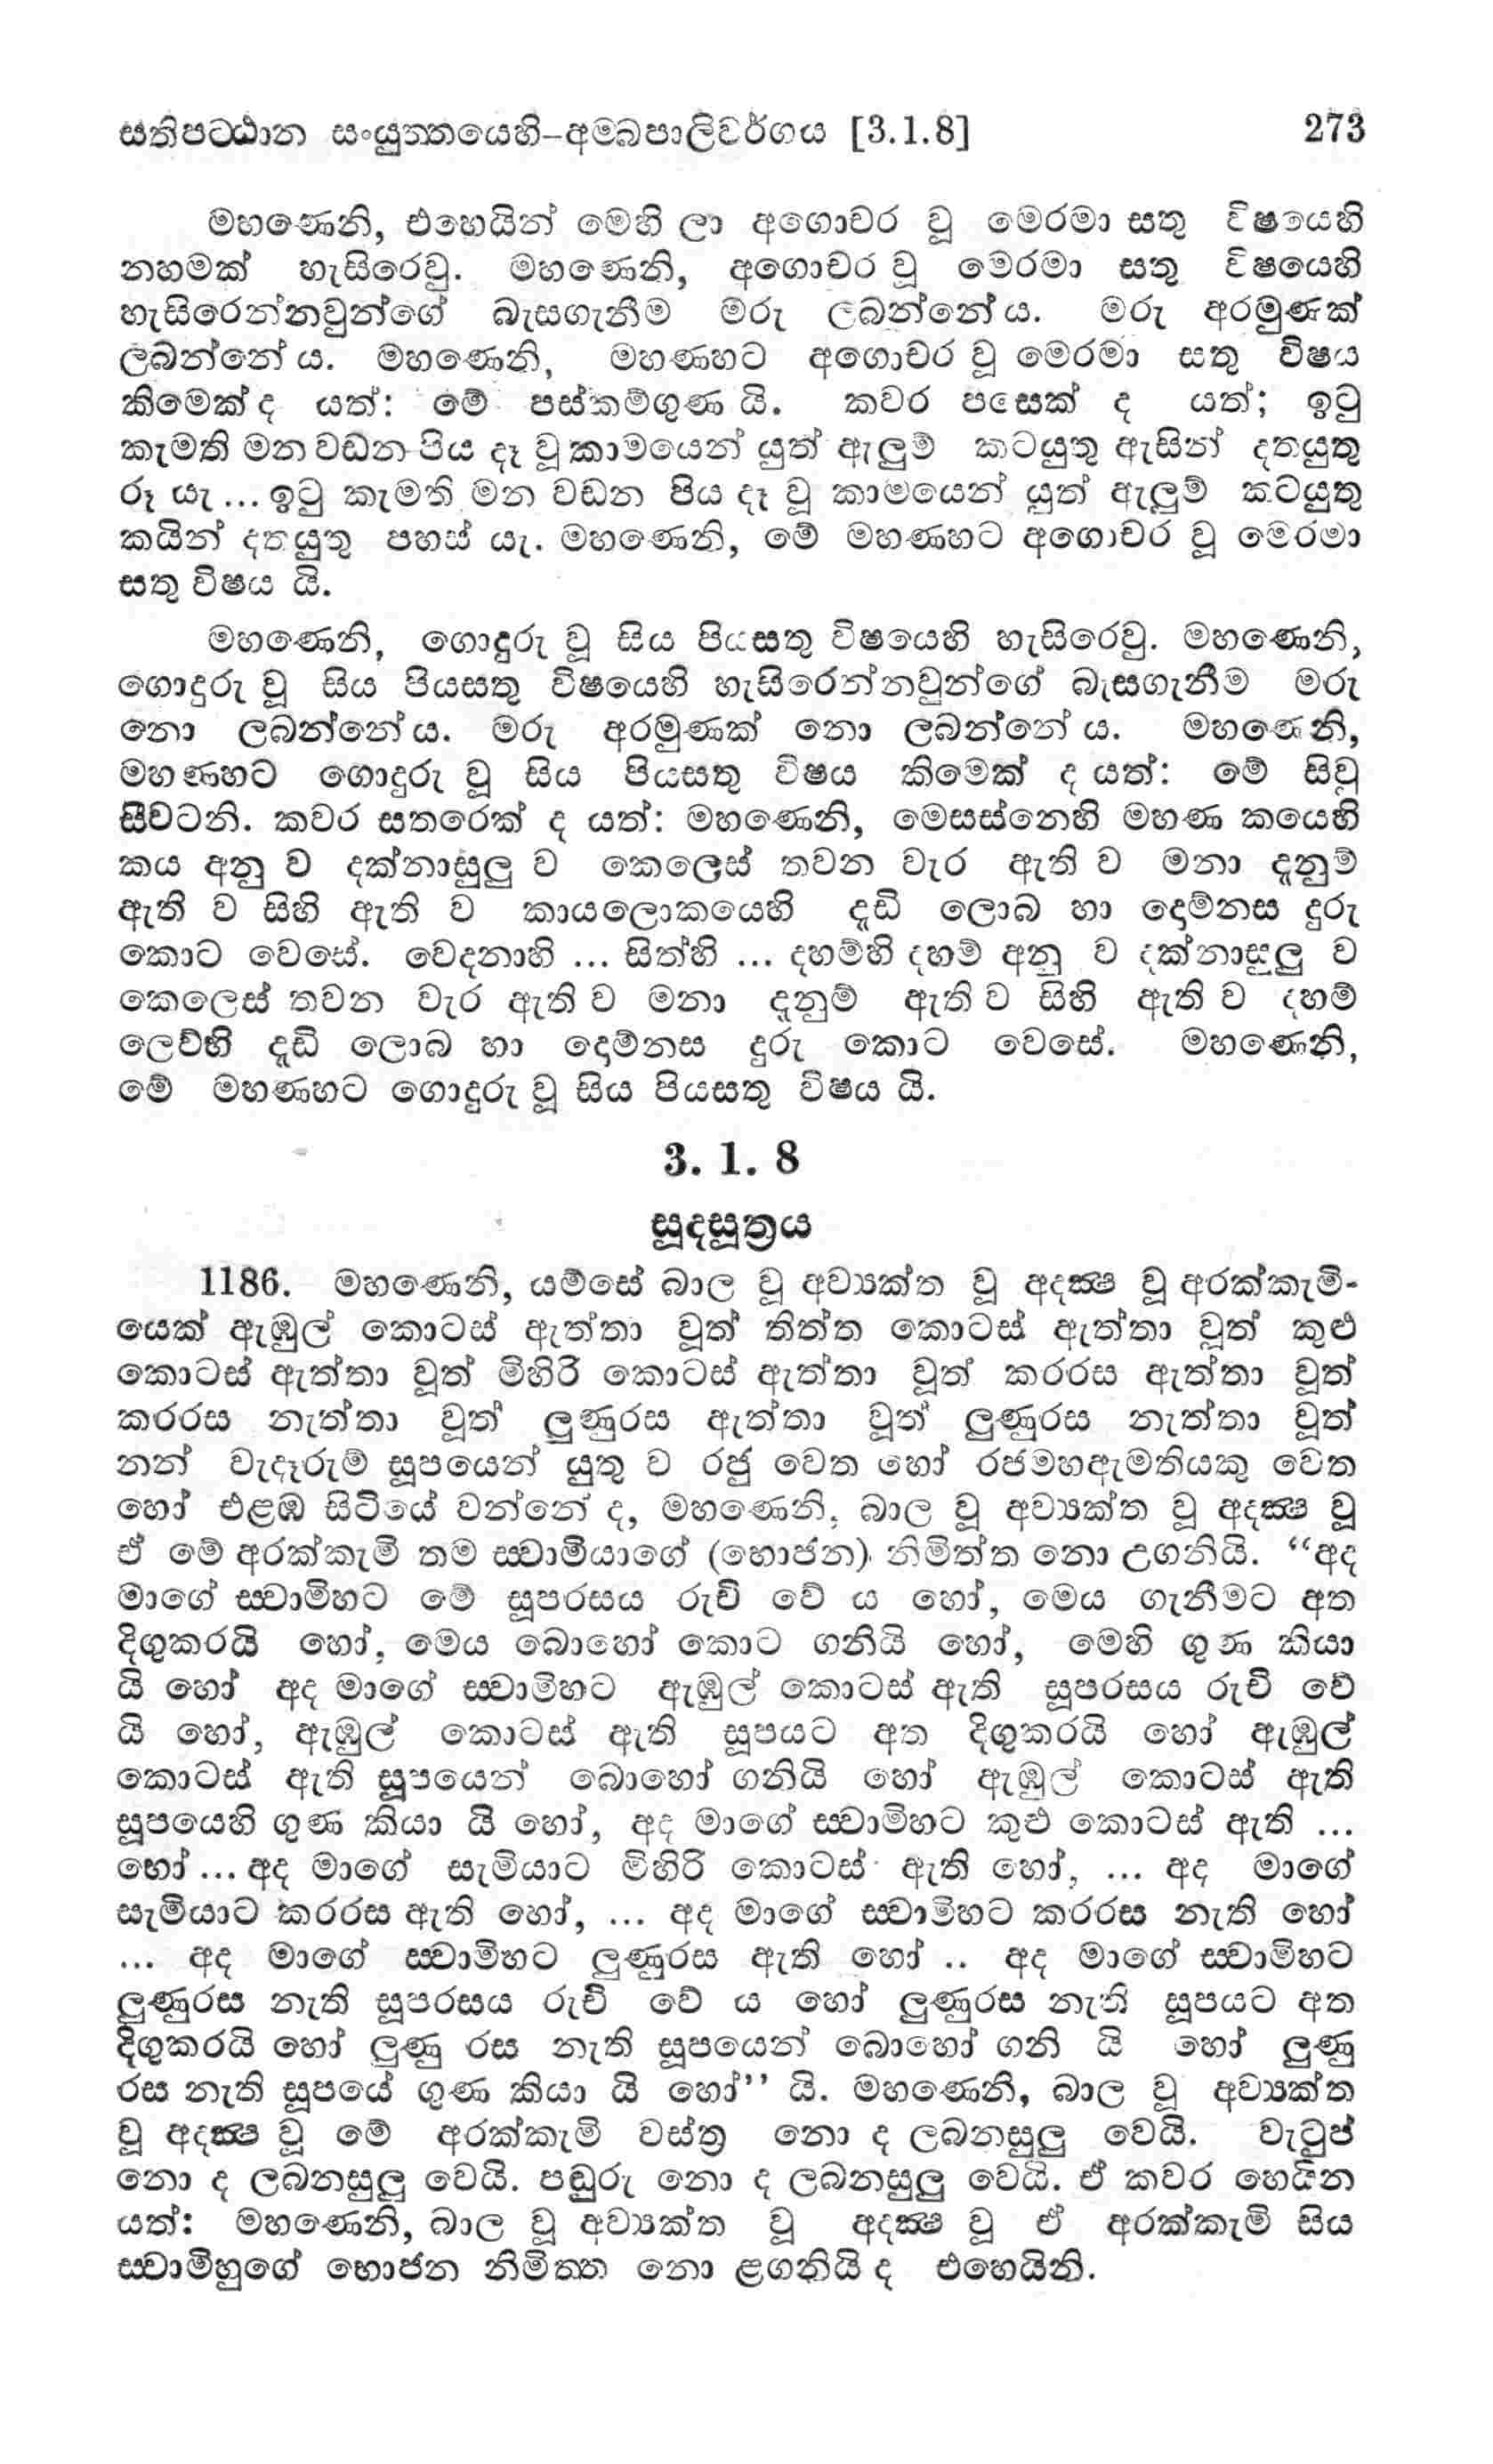 සතිපට්ඨාන සංයුත්තයෙහි–අම්බපාලිවර්ගය [3.1.8] 273
මහණෙනි, එහෙයින් මෙහි ලා අගොචර වූ මෙරමා සතු විෂයෙහි
නහමක් හැසිරෙවු. මහණෙනි, අගොචර වූ මෙරමා සතු විෂයෙහි
හැසිරෙන්නවුන්ගේ බැසගැනීම මරු ලබන්නේ ය. මරු අරමුණක්
ලබන්නේ ය. මහණෙනි, මහණහට අගොචර වූ මෙරමා සතු විෂය
කිමෙක් ද යත්: මේ පස්කම්ගුණ යි. කවර පසෙක් ද යත්; ඉටු
කැමති මන වඩන පිය දෑ වූ කාමයෙන් යුත් ඇලුම් කටයුතු ඇසින් දතයුතු
රූ යැ ... ඉටු කැමති මන වඩන පිය දෑ වූ කාමයෙන් යුත් ඇලුම් කටයුතු
කයින් දතයුතු පහස් යැ. මහණෙනි, මේ මහණහට අගොචර වූ මෙරමා
සතු විෂය යි.
මහණෙනි, ගොදුරු වූ සිය පියසතු විෂයෙහි හැසිරෙවු. මහණෙනි,
ගොදුරු වූ සිය පියසතු විෂයෙහි හැසිරෙන්නවුන්ගේ බැසගැනීම මරු
නො ලබන්නේ ය. මරු අරමුණක් නො ලබන්නේ ය. මහණෙනි,
මහණහට ගොදුරු වූ සිය පියසතු විෂය කිමෙක් ද යත්: මේ සිවු
සීවටනි. කවර සතරෙක් ද යත්: මහණෙනි, මෙසස්නෙහි මහණ කයෙහි
කය අනු ව දක්නාසුලු ව කෙලෙස් තවන වැර ඇති ව මනා දැනුම්
ඇති ව සිහි ඇති ව කායලොකයෙහි දැඩි ලොබ හා දොම්නස දුරු
කොට වෙසේ. වෙදනාහි ... සිත්හි ... දහම්හි දහම් අනු ව දක්නාසුලු ව
කෙලෙස් තවන වැර ඇති ව මනා දැනුම් ඇති ව සිහි ඇති ව දහම්
ලෙව්හි දැඩි ලොබ හා දොම්නස දුරු කොට වෙසේ. මහණෙනි,
මේ මහණහට ගොදුරු වූ සිය පියසතු විෂය යි.
3. 1. 8
සූදසූත්‍රය
1186. මහණෙනි, යම්සේ බාල වූ අව්‍යක්ත වූ අදක්‍ෂ වූ අරක්කැමි-
යෙක් ඇඹුල් කොටස් ඇත්තා වූත් තිත්ත කොටස් ඇත්තා වූත් කුළු
කොටස් ඇත්තා වූත් මිහිරි කොටස් ඇත්තා වූත් කරරස ඇත්තා වූත්
කරරස නැත්තා වූත් ලුණුරස ඇත්තා වූත් ලුණුරස නැත්තා වූත්
නන් වැදෑරුම් සූපයෙන් යුතු ව රජු වෙත හෝ රජමහඇමතියකු වෙත
හෝ එළඹ සිටියේ වන්නේ ද, මහණෙනි, බාල වූ අව්‍යක්ත වූ අදක්‍ෂ වූ
ඒ මේ අරක්කැමි තම ස්වාමියාගේ (භොජන) නිමිත්ත නො උගනියි. “අද
මාගේ ස්වාමිහට මේ සූපරසය රුචි වේ ය හෝ, මෙය ගැනීමට අත
දිගුකරයි හෝ, මෙය බොහෝ කොට ගනියි හෝ, මෙහි ගුණ කියා
යි හෝ අද මාගේ ස්වාමිහට ඇඹුල් කොටස් ඇති සූපරසය රුචි වේ
යි හෝ, ඇඹුල් කොටස් ඇති සූපයට අත දිගුකරයි හෝ ඇඹුල්
කොටස් ඇති සූපයෙන් බොහෝ ගනියි හෝ ඇඹුල් කොටස් ඇති
සූපයෙහි ගුණ කියා යි හෝ, අද මාගේ ස්වාමිහට කුළු කොටස් ඇති ...
හෝ ... අද මාගේ සැමියාට මිහිරි කොටස් ඇති හෝ, ... අද මාගේ
සැමියාට කරරස ඇති හෝ, ... අද මාගේ ස්වාමිහට කරරස නැති හෝ
... අද මාගේ ස්වාමිහට ලුණුරස ඇති හෝ .. අද මාගේ ස්වාමිහට
ලුණුරස නැති සූපරසය රුචි වේ ය හෝ ලුණුරස නැති සූපයට අත
දිගුකරයි හෝ ලුණු රස නැති සූපයෙන් බොහෝ ගනි යි හෝ ලුණු
රස නැති සූපයේ ගුණ කියා යි හෝ” යි. මහණෙනි, බාල වූ අව්‍යක්ත
වූ අදක්‍ෂ වූ මේ අරක්කැමි වස්ත්‍ර නො ද ලබනසුලු වෙයි. වැටුප්
නො ද ලබනසුලු වෙයි. පඬුරු නො ද ලබනසුලු වෙයි. ඒ කවර හෙයින
යත්: මහණෙනි, බාල වූ අව්‍යක්ත වූ අදක්‍ෂ වූ ඒ අරක්කැමි සිය
ස්වාමිහුගේ භොජන නිමිත්ත නො ළගනියි ද එහෙයිනි.